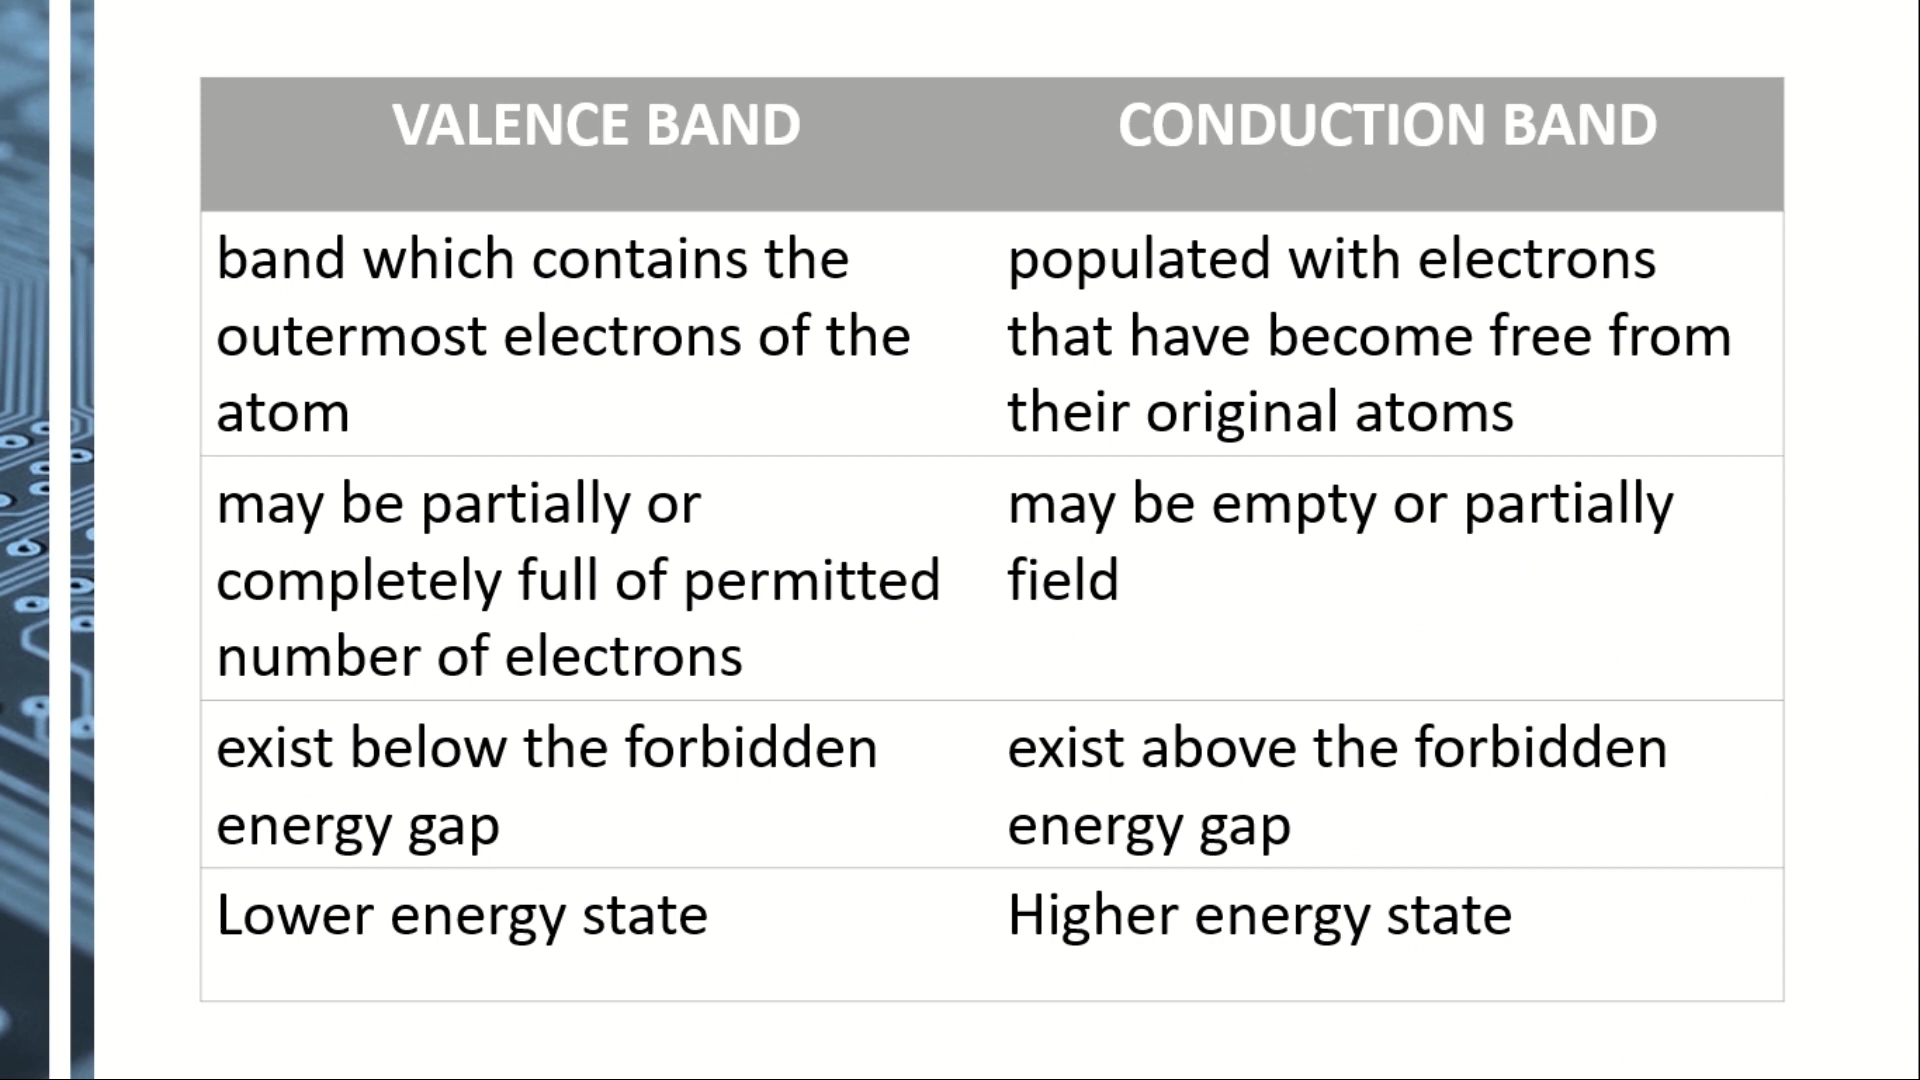 VALENCE BAND
CONDUCTION BAND
band which contains the
outermost electrons of the
atom
populated with electrons
that have become free from
their original atoms
may be partially or
completely full of permitted
number of electrons
may be empty or partially
field
exist below the forbidden
energy gap
exist above the forbidden
energy gap
Lower energy state
Higher energy state